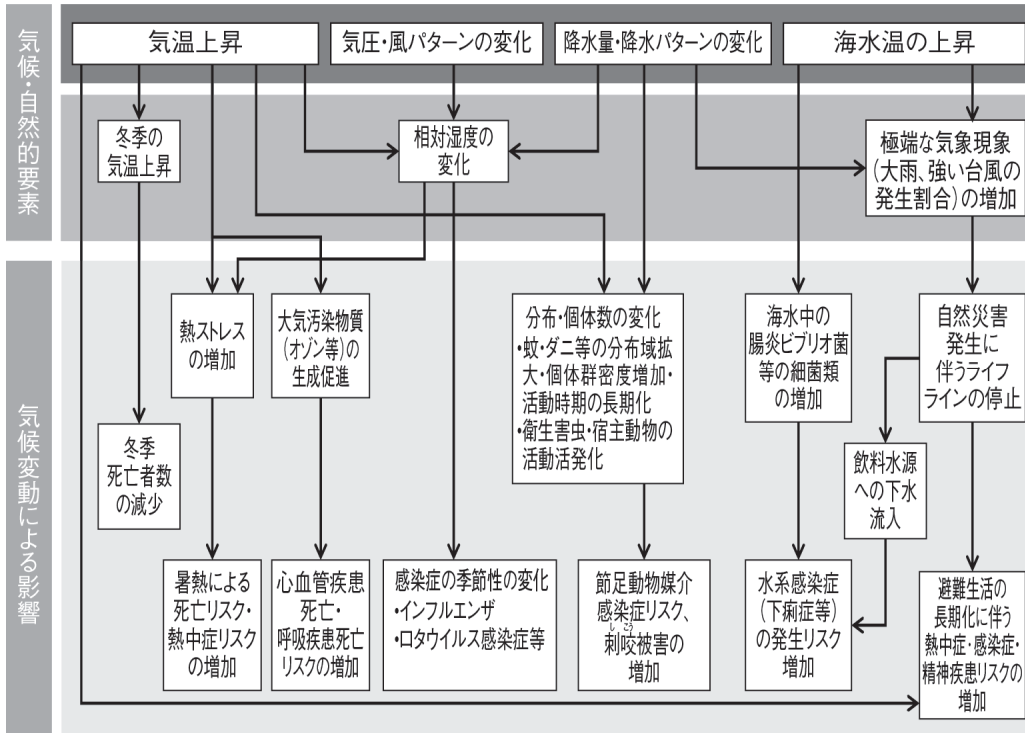 気候・自然的要素
気温上昇
気圧・風パターンの変化
降水量・降水パターンの変化
海水温の上昇
冬季の
気温上昇
相対湿度の
変化
極端な気象現象
(大雨、強い台風の
発生割合)の増加
気候変動による影響
熱ストレス
の増加
大気汚染物質
(オゾン等)の
生成促進
分布・個体数の変化
・蚊・ダニ等の分布域拡
大・個体群密度増加・
活動時期の長期化
・衛生害虫・宿主動物の
活動活発化
海水中の
腸炎ビブリオ菌
等の細菌類
の増加
自然災害
発生に
伴うライフ
ラインの停止
冬季
死亡者数
の減少
飲料水源
への下水
流入
暑熱による
死亡リスク・
熱中症リスク
の増加
心血管疾患
死亡・
呼吸疾患死亡
リスクの増加
感染症の季節性の変化
・インフルエンザ
・ロタウイルス感染症等
節足動物媒介
感染症リスク、
しこう
刺咬被害の
増加
水系感染症
(下痢症等)
の発生リスク
増加
避難生活の
長期化に伴う
熱中症・感染症・
精神疾患リスクの
増加